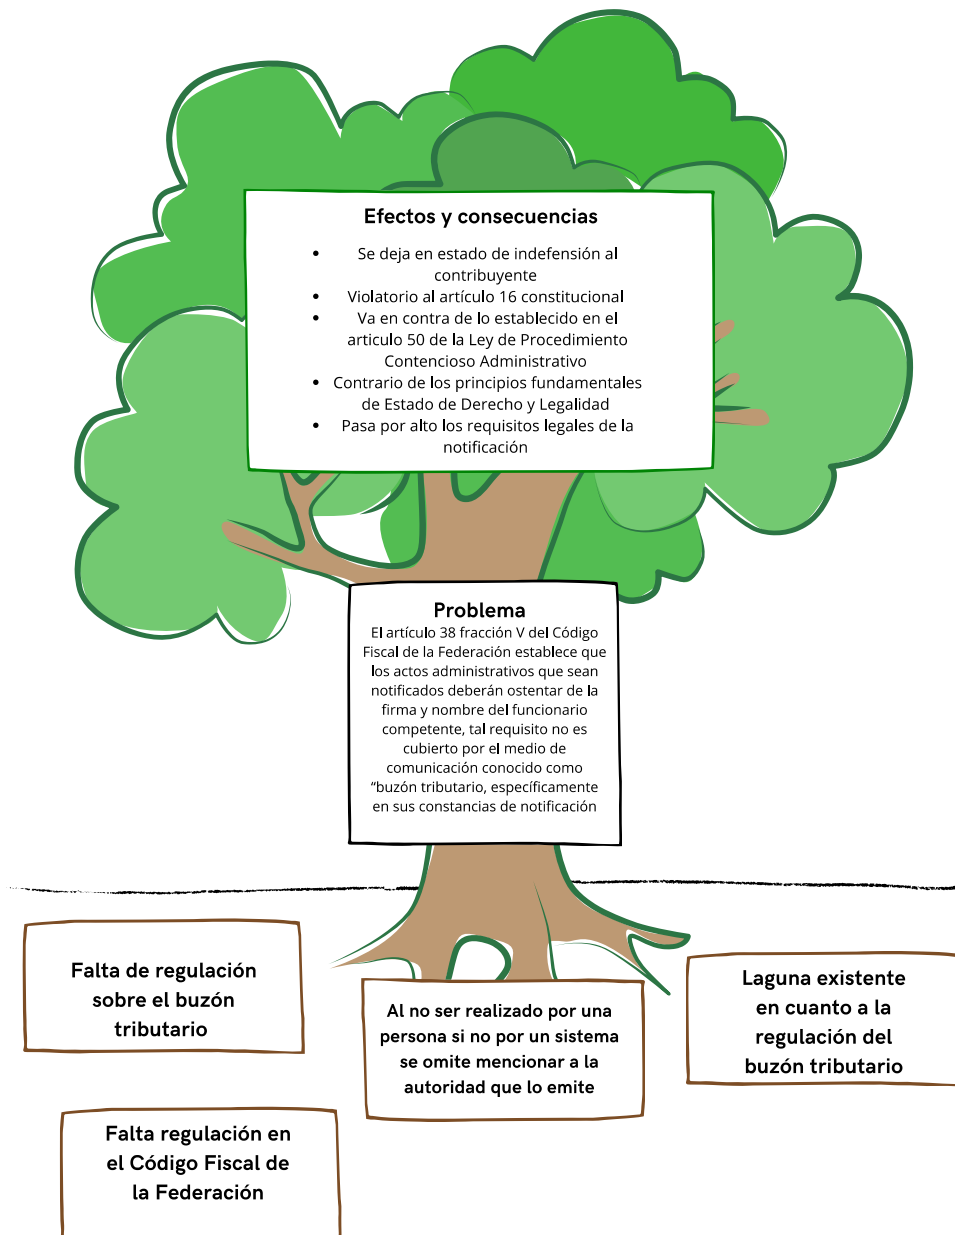 Efectos y consecuencias
• Se deja en estado de indefensión al
contribuyente
• Violatorio al artículo 16 constitucional
• Va en contra de lo establecido en el
articulo 50 de la Ley de Procedimiento
Contencioso Administrativo
• Contrario de los principios fundamentales
de Estado de Derecho y Legalidad
• Pasa por alto los requisitos legales de la
notificación
Problema
El artículo 38 fracción V del Código
Fiscal de la Federación establece que
los actos administrativos que sean
notificados deberán ostentar de la
firma y nombre del funcionario
competente, tal requisito no es
cubierto por el medio de
comunicación conocido como
“buzón tributario, específicamente
en sus constancias de notificación
Falta de regulación
sobre el buzón
tributario
Al no ser realizado por una
persona si no por un sistema
se omite mencionar a la
autoridad que lo emite
Laguna existente
en cuanto a la
regulación del
buzón tributario
Falta regulación en
el Código Fiscal de
la Federación